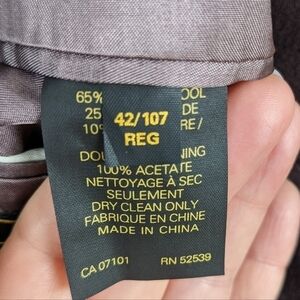 65%
42/107
REG
100% ACETATE
NETTOYAGE À SEC
SEULEMENT
DRY CLEAN ONLY
FABRIQUE EN CHINE
MADE IN CHINA
CA 07101 RN 52539